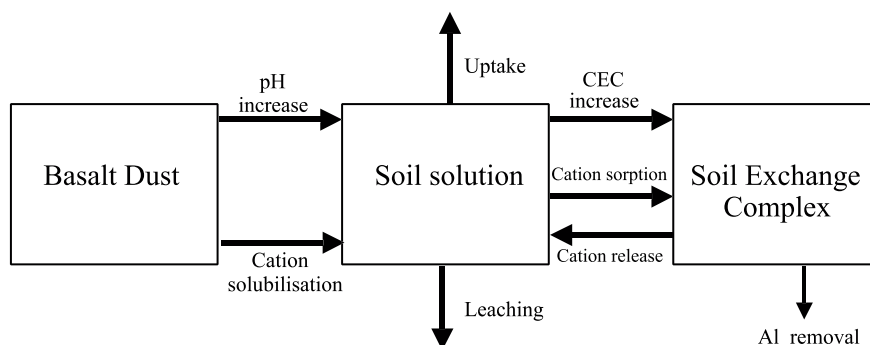 Uptake
pH
increase
CEC
increase
Basalt Dust
Soil solution
Cation sorption
Soil Exchange
Complex
Cation release
Cation
solubilisation
Leaching
Al removal